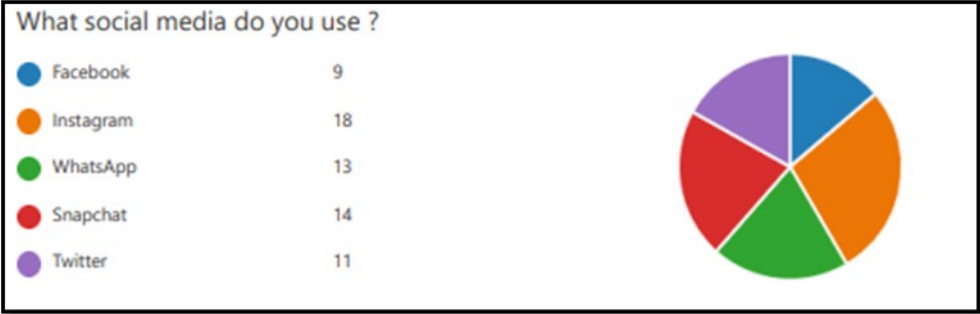 What social media do you use ?
Facebook 9
Instagram 18
WhatsApp 13
Snapchat 14
Twitter 11